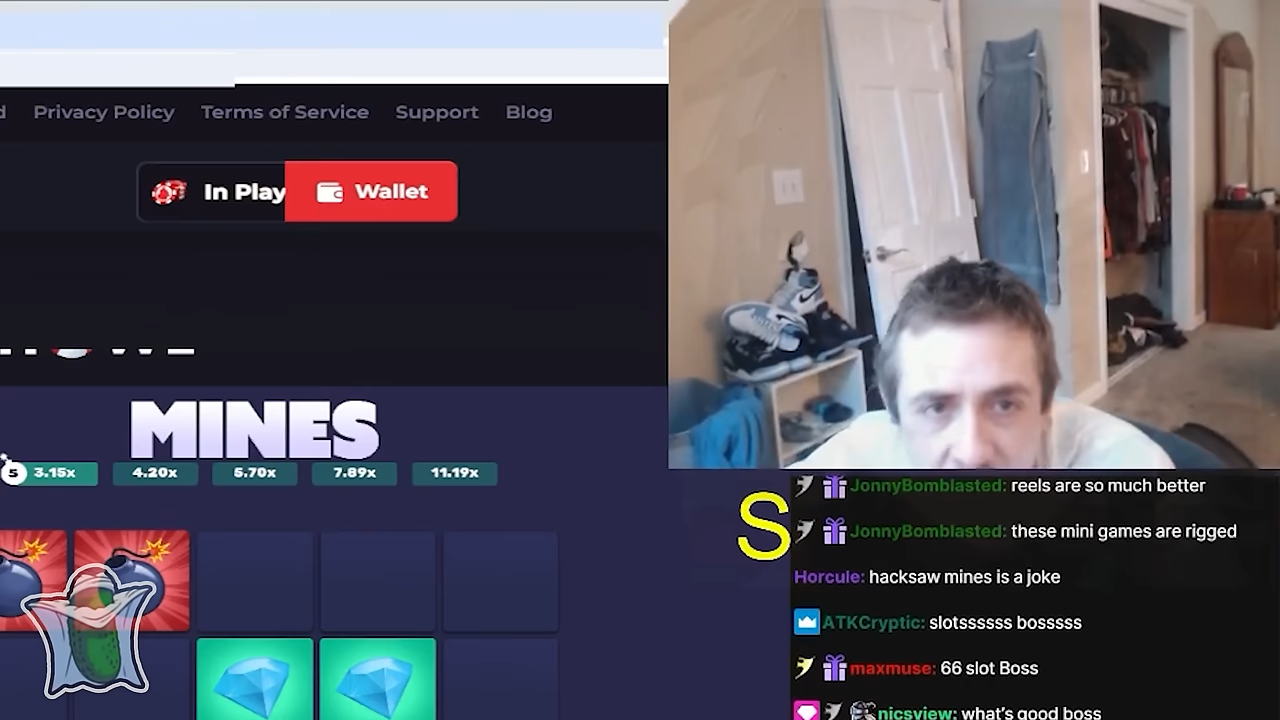 Privacy Policy Terms of Service Support Blog
In Play Wallet
MINES
5 3.15x 4.20x 5.70x 7.89x 11.19x
S
JonnyBomblasted: reels are so much better
JonnyBomblasted: these mini games are rigged
Horcule: hacksaw mines is a joke
ATKCryptic: slotssssss bosssss
maxmuse: 66 slot Boss
nicsview: what's good boss